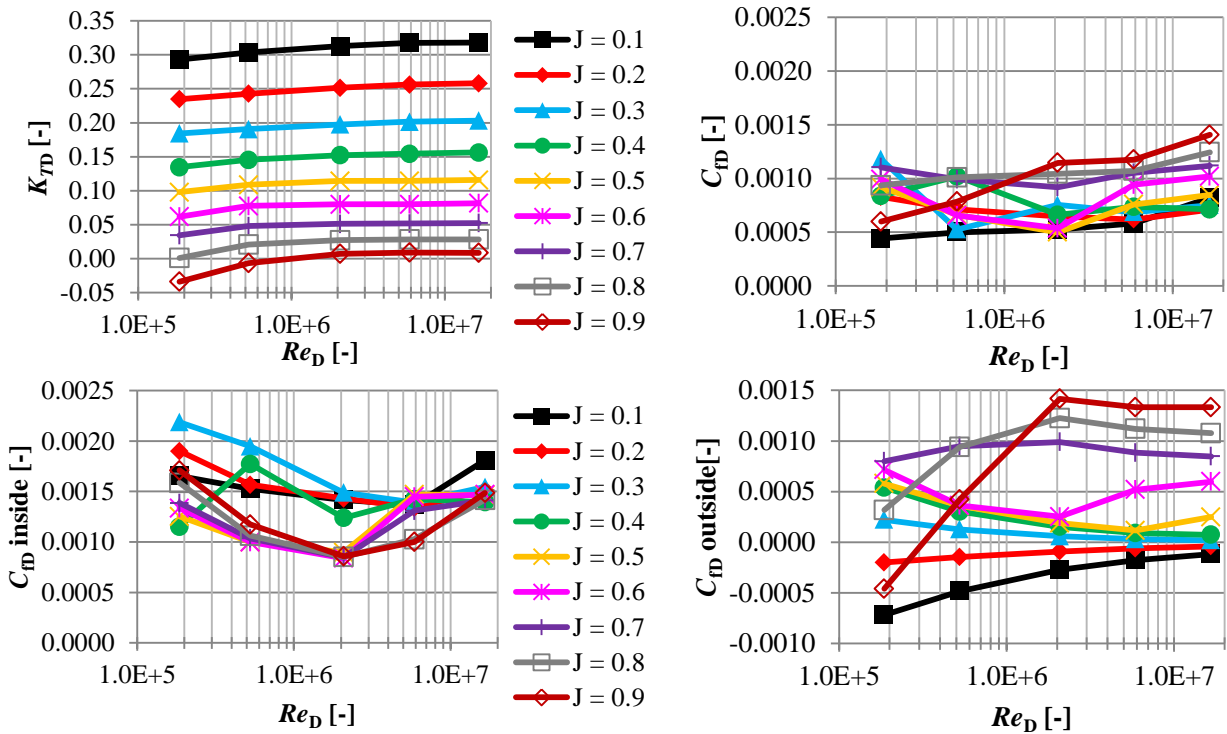 0.35
0.30
0.25
0.20
0.15
0.10
0.05
0.00
-0.05
K_TD [-]
1.0E+5 1.0E+6 1.0E+7
Re_D [-]
J = 0.1
J = 0.2
J = 0.3
J = 0.4
J = 0.5
J = 0.6
J = 0.7
J = 0.8
J = 0.9
0.0025
0.0020
0.0015
0.0010
0.0005
0.0000
C_fD [-]
1.0E+5 1.0E+6 1.0E+7
Re_D [-]
0.0025
0.0020
0.0015
0.0010
0.0005
0.0000
C_fD inside [-]
1.0E+5 1.0E+6 1.0E+7
Re_D [-]
J = 0.1
J = 0.2
J = 0.3
J = 0.4
J = 0.5
J = 0.6
J = 0.7
J = 0.8
J = 0.9
0.0015
0.0010
0.0005
0.0000
-0.0005
-0.0010
C_fD outside[-]
1.0E+5 1.0E+6 1.0E+7
Re_D [-]